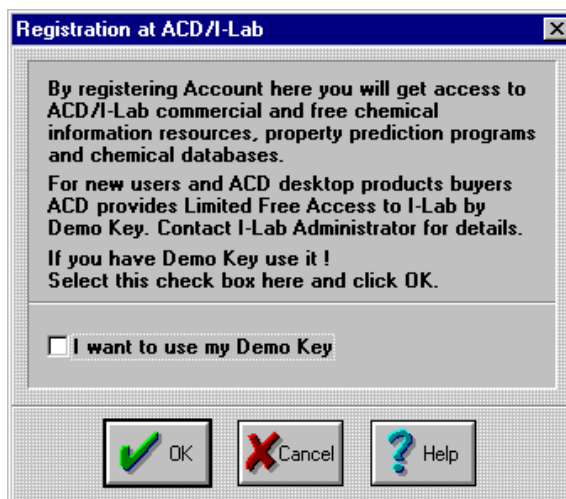 Registration at ACD/I-Lab
By registering Account here you will get access to
ACD/I-Lab commercial and free chemical
information resources, property prediction programs
and chemical databases.
For new users and ACD desktop products buyers
ACD provides Limited Free Access to I-Lab by
Demo Key. Contact I-Lab Administrator for details.
If you have Demo Key use it !
Select this check box here and click OK.
I want to use my Demo Key
OK Cancel Help